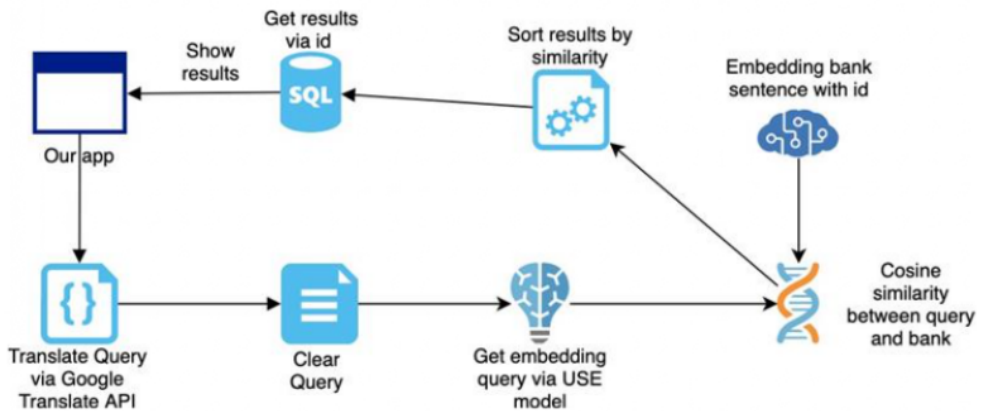 Get results
via id
Show
results
SQL
Sort results by
similarity
Embedding bank
sentence with id
Our app
{}
Translate Query
via Google
Translate API
Clear
Query
Get embedding
query via USE
model
Cosine
similarity
between query
and bank